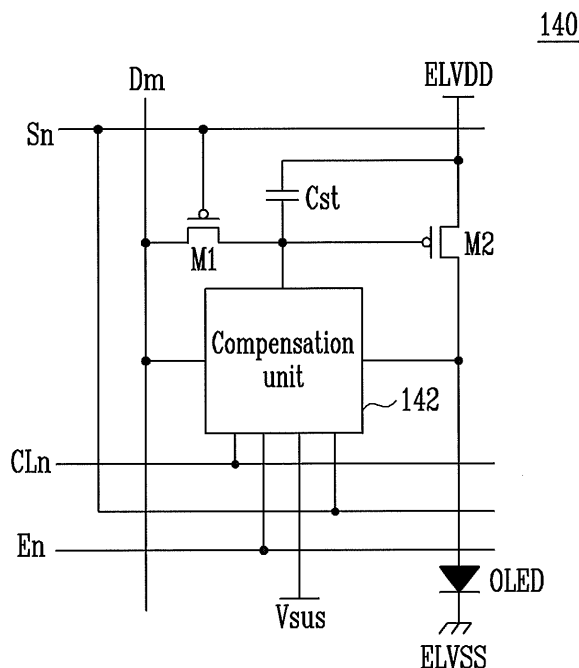 140
Dm
ELVDD
Sn
Cst
M1
M2
Compensation
unit
142
CLn
En
Vsus
OLED
ELVSS